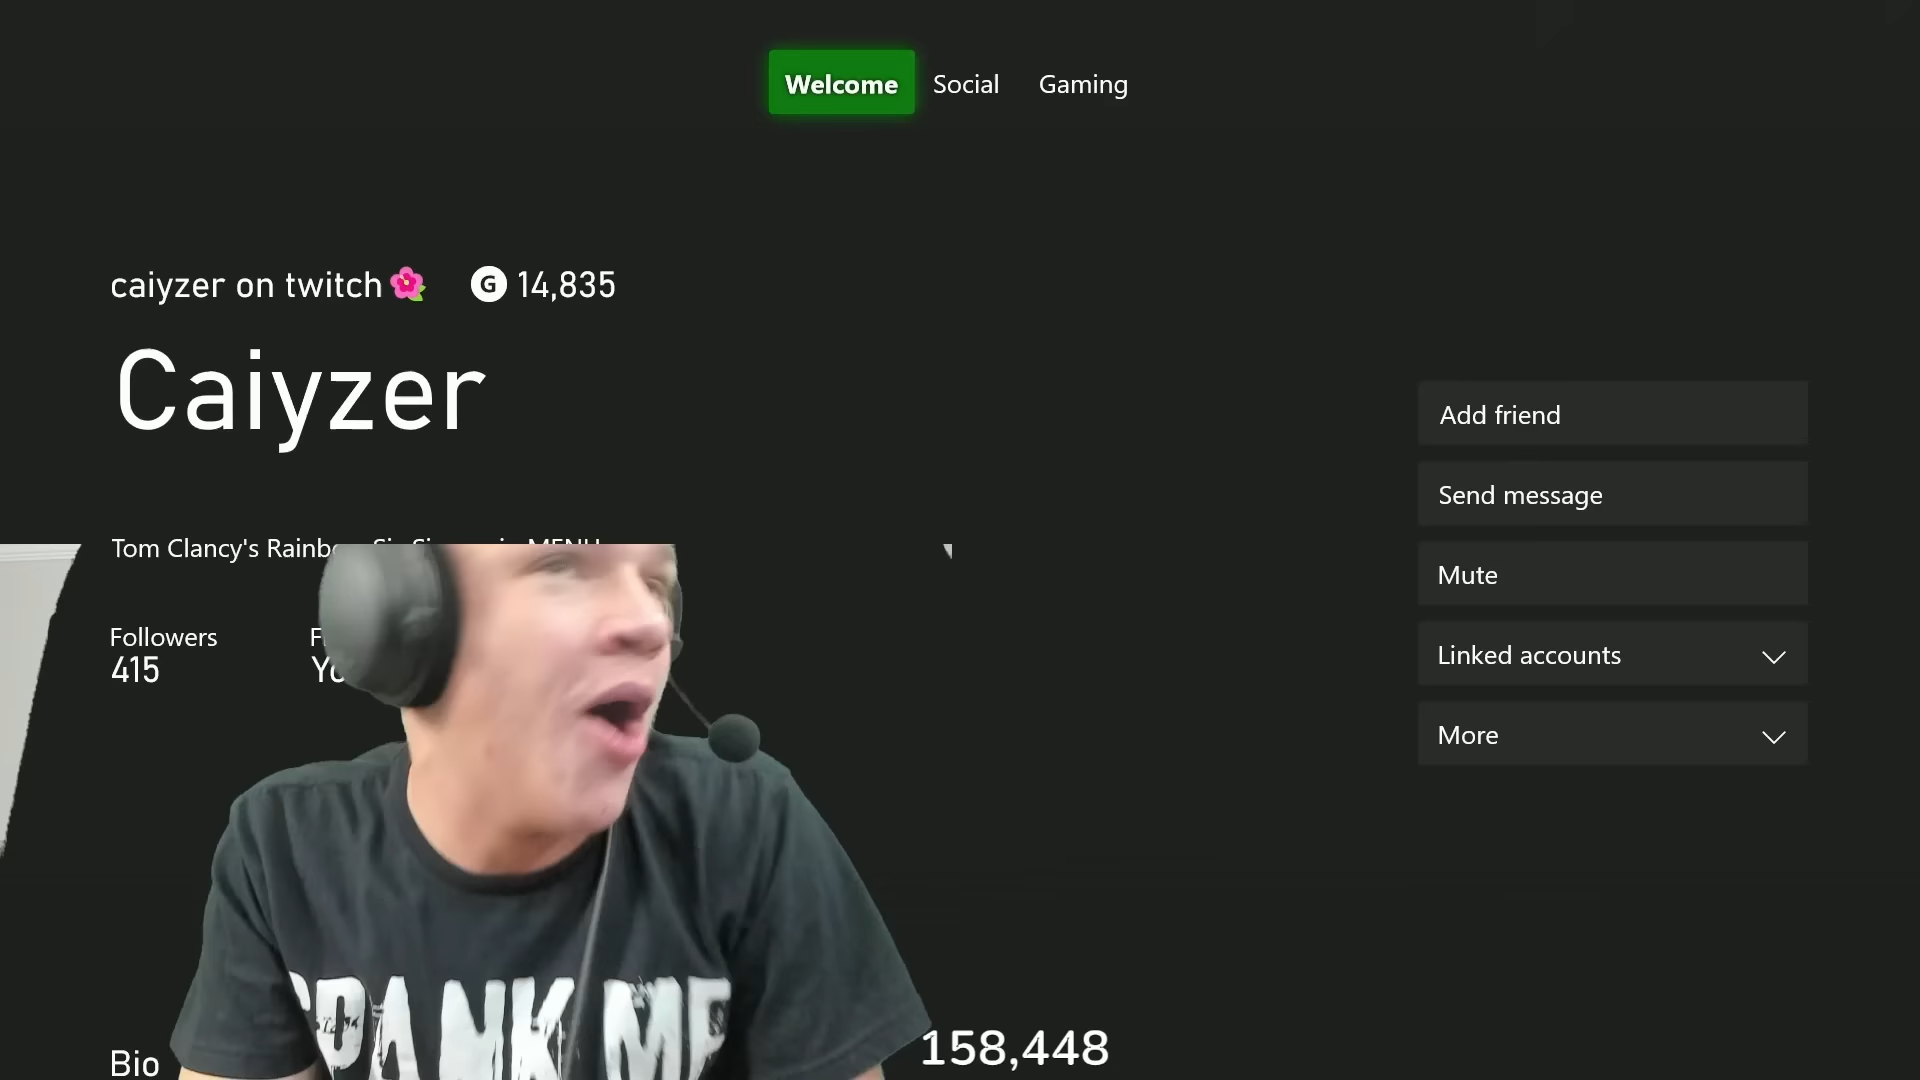 Welcome Social Gaming
caiyzer on twitch G 14,835
Caiyzer
Add friend
Send message
Tom Clancy's
Mute
Followers
415
Linked accounts
More
ME
Bio
158,448